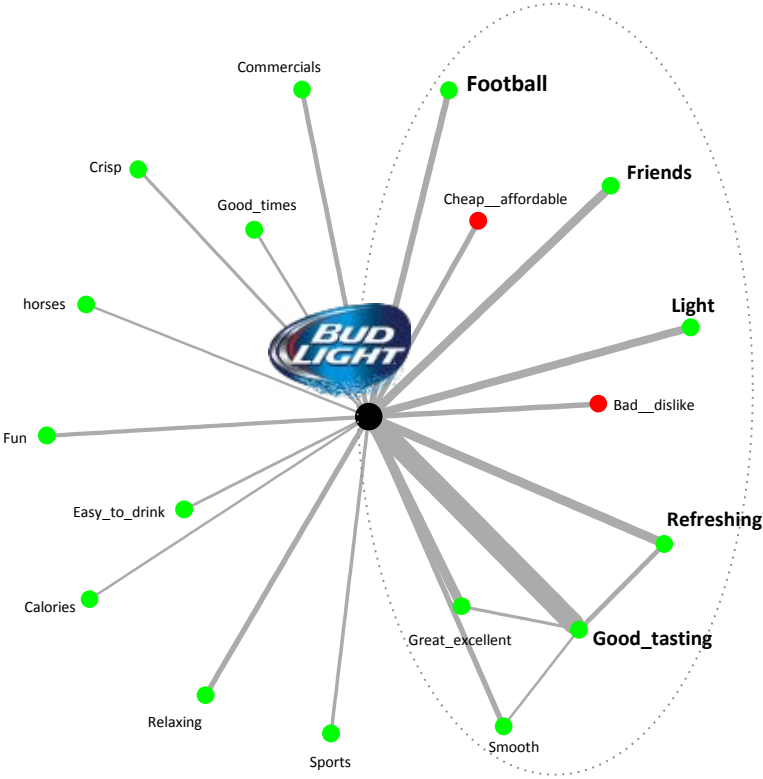 Commercials
Football
Crisp
Friends
Cheap__affordable
Good_times
horses
Light
BUD
LIGHT
Bad__dislike
Fun
Easy_to_drink
Refreshing
Calories
Great_excellent
Good_tasting
Relaxing
Smooth
Sports